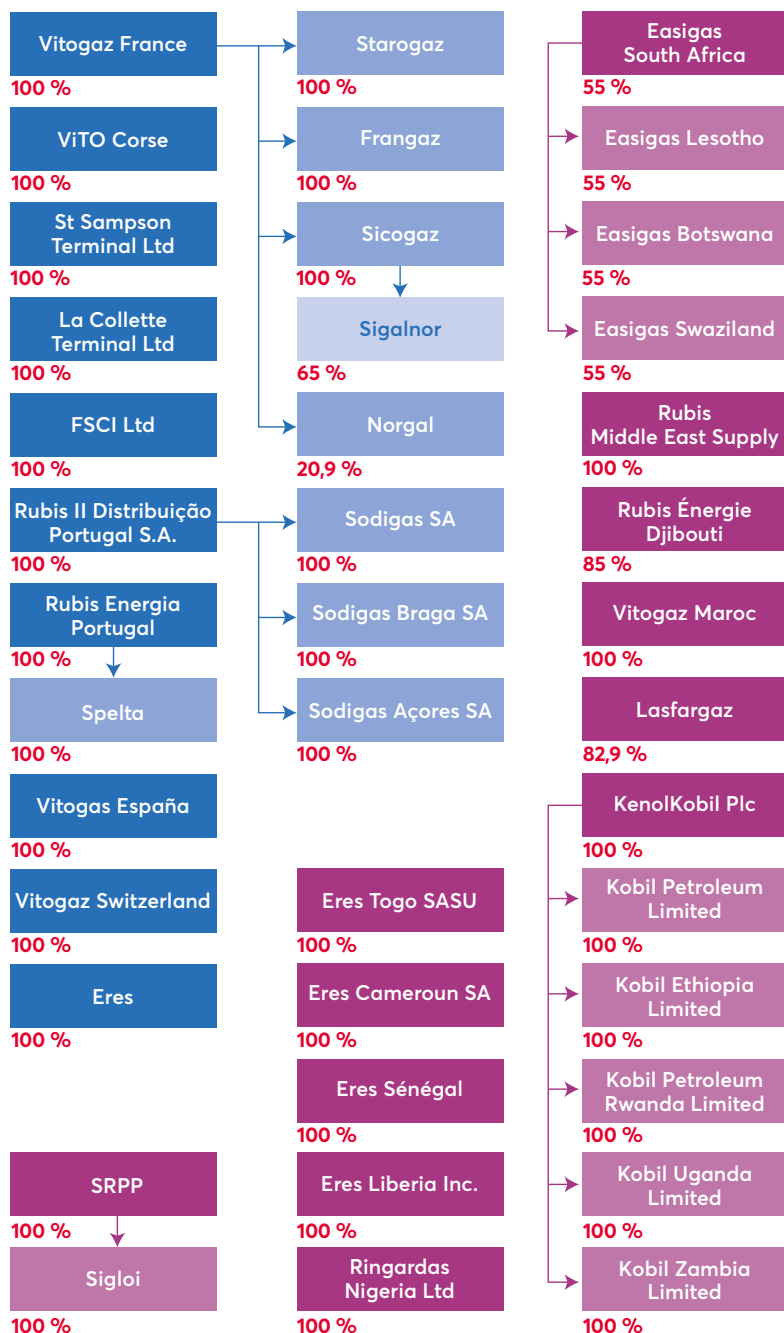 Vitogaz France
100 %
ViTO Corse
100 %
St Sampson
Terminal Ltd
100 %
La Collette
Terminal Ltd
100 %
FSCI Ltd
100 %
Rubis II Distribuição
Portugal S.A.
100 %
Rubis Energia
Portugal
100 %
Spelta
100 %
Vitogas España
100 %
Vitogaz Switzerland
100 %
Eres
100 %
SRPP
100 %
Sigloi
100 %
Starogaz
100 %
Frangaz
100 %
Sicogaz
100 %
Sigalnor
65 %
Norgal
20,9 %
Sodigas SA
100 %
Sodigas Braga SA
100 %
Sodigas Açores SA
100 %
Eres Togo SASU
100 %
Eres Cameroun SA
100 %
Eres Sénégal
100 %
Eres Liberia Inc.
100 %
Ringardas
Nigeria Ltd
100 %
Easigas
South Africa
55 %
Easigas Lesotho
55 %
Easigas Botswana
55 %
Easigas Swaziland
55 %
Rubis
Middle East Supply
100 %
Rubis Énergie
Djibouti
85 %
Vitogaz Maroc
100 %
Lasfargaz
82,9 %
KenolKobil Plc
100 %
Kobil Petroleum
Limited
100 %
Kobil Ethiopia
Limited
100 %
Kobil Petroleum
Rwanda Limited
100 %
Kobil Uganda
Limited
100 %
Kobil Zambia
Limited
100 %